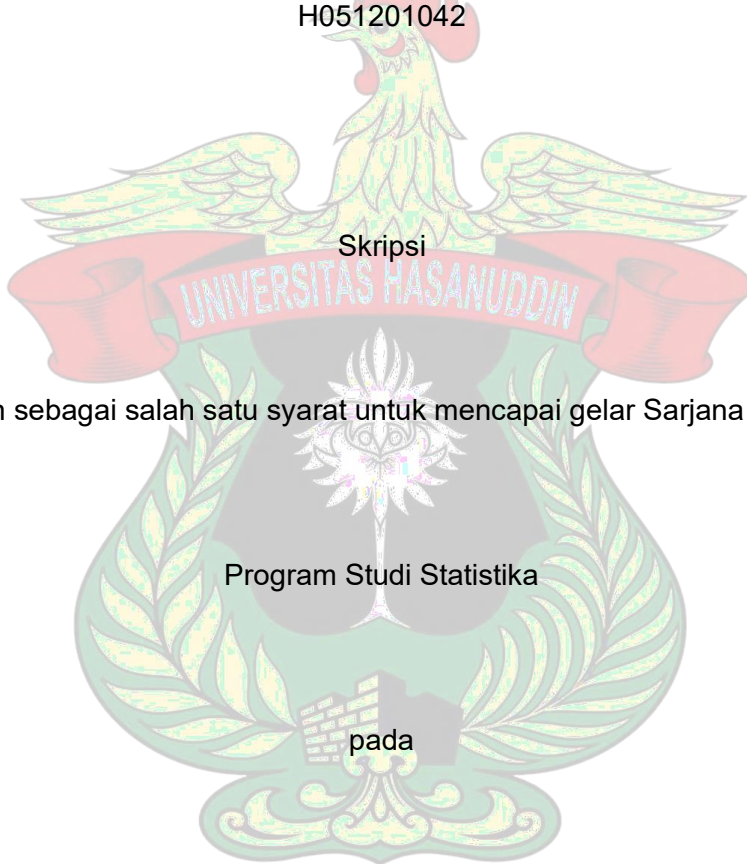 H051201042
Skripsi
UNIVERSITAS HASANUDDIN
sebagai salah satu syarat untuk mencapai gelar Sarjana
Program Studi Statistika
pada